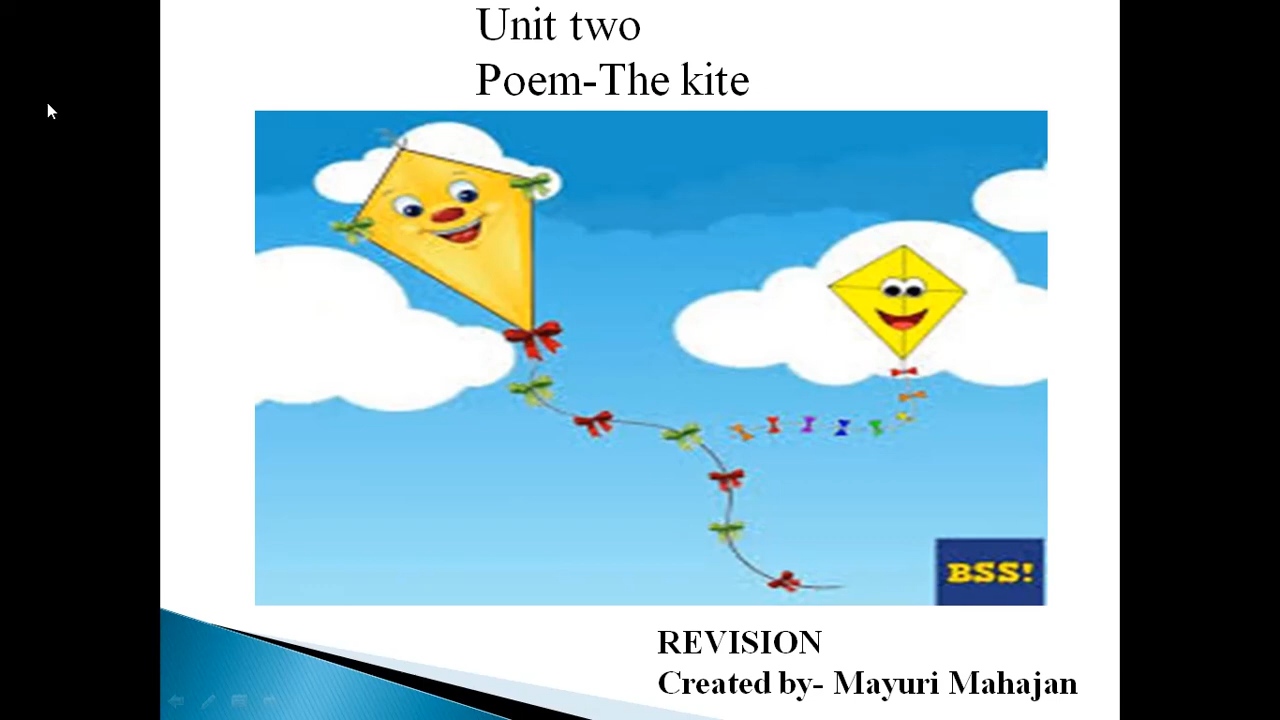 Unit two
Poem-The kite
BSS!
REVISION
Created by- Mayuri Mahajan